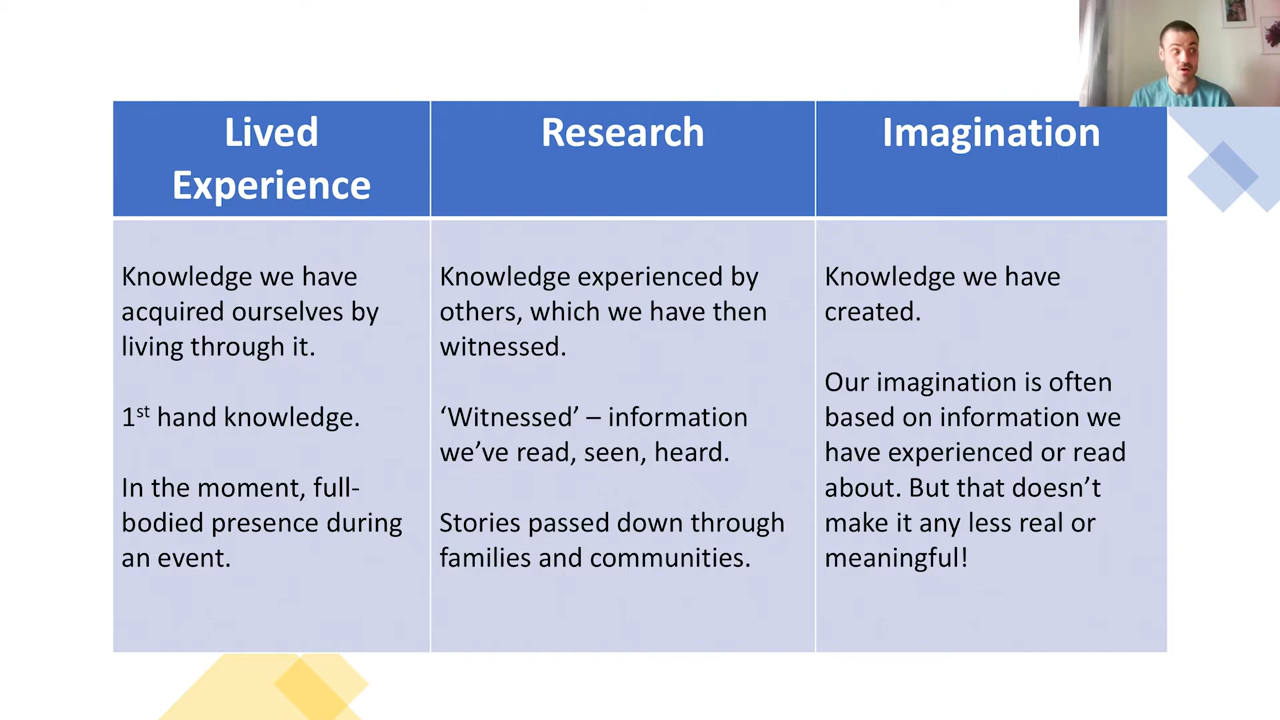 Lived
Experience
Research
Imagination
Knowledge we have
acquired ourselves by
living through it.
1st hand knowledge.
In the moment, full-
bodied presence during
an event.
Knowledge experienced by
others, which we have then
witnessed.
‘Witnessed’ – information
we’ve read, seen, heard.
Stories passed down through
families and communities.
Knowledge we have
created.
Our imagination is often
based on information we
have experienced or read
about. But that doesn’t
make it any less real or
meaningful!